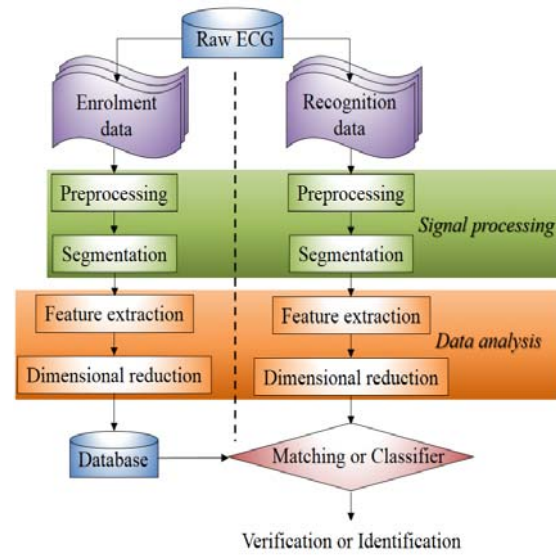 Raw ECG
Enrolment
data
Recognition
data
Preprocessing
Preprocessing
Signal processing
Segmentation
Segmentation
Feature extraction
Feature extraction
Data analysis
Dimensional reduction
Dimensional reduction
Database
Matching or Classifier
Verification or Identification